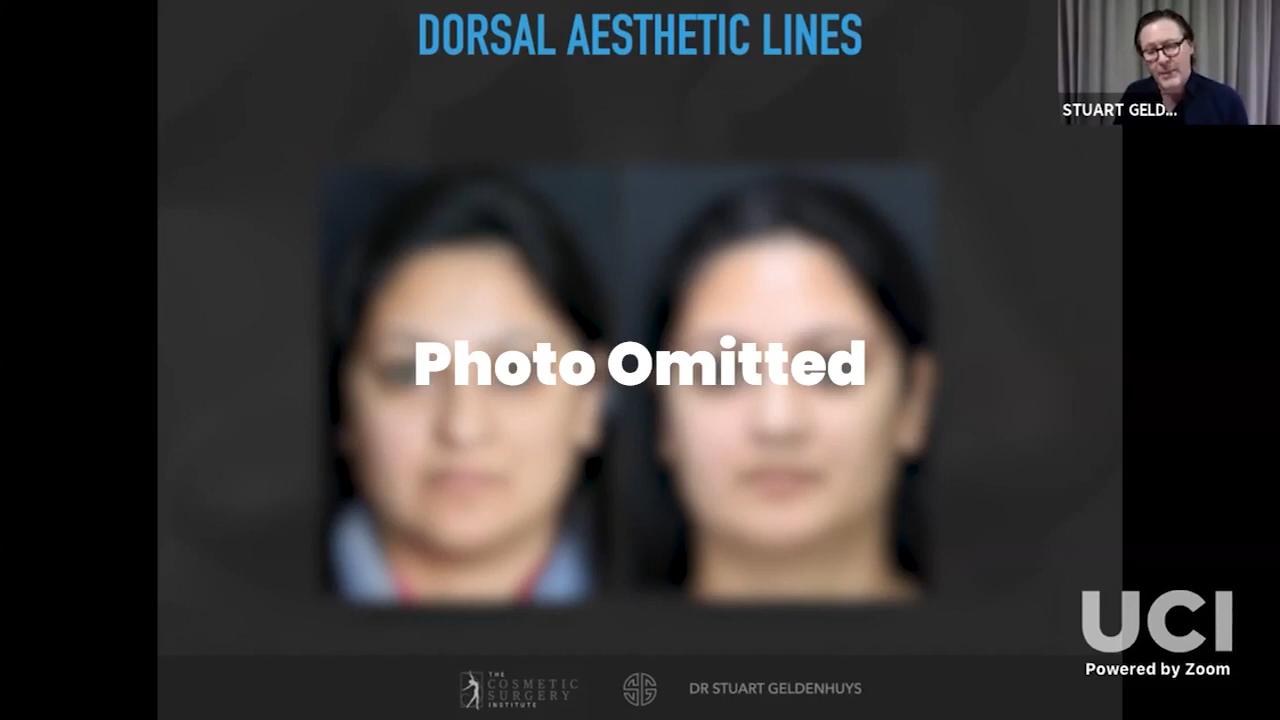 DORSAL AESTHETIC LINES
STUART GELD...
Photo Omitted
UCI
Powered by Zoom
THE
COSMETIC
SURGERY
INSTITUTE
DR STUART GELDENHUYS